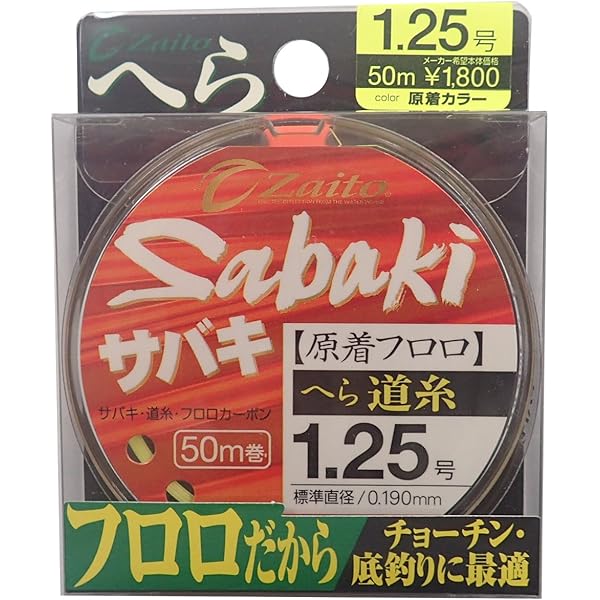 Zaito
へら
1.25号
メーカー希望本体価格
50m ¥1,800
color 原着カラー
Zaito
Sabaki
サバキ
【原着フロロ】
へら道糸
サバキ・道糸・フロロカーボン
50m巻
1.25号
標準直径/0.190mm
フロロだから
チョーチン・
底釣りに最適